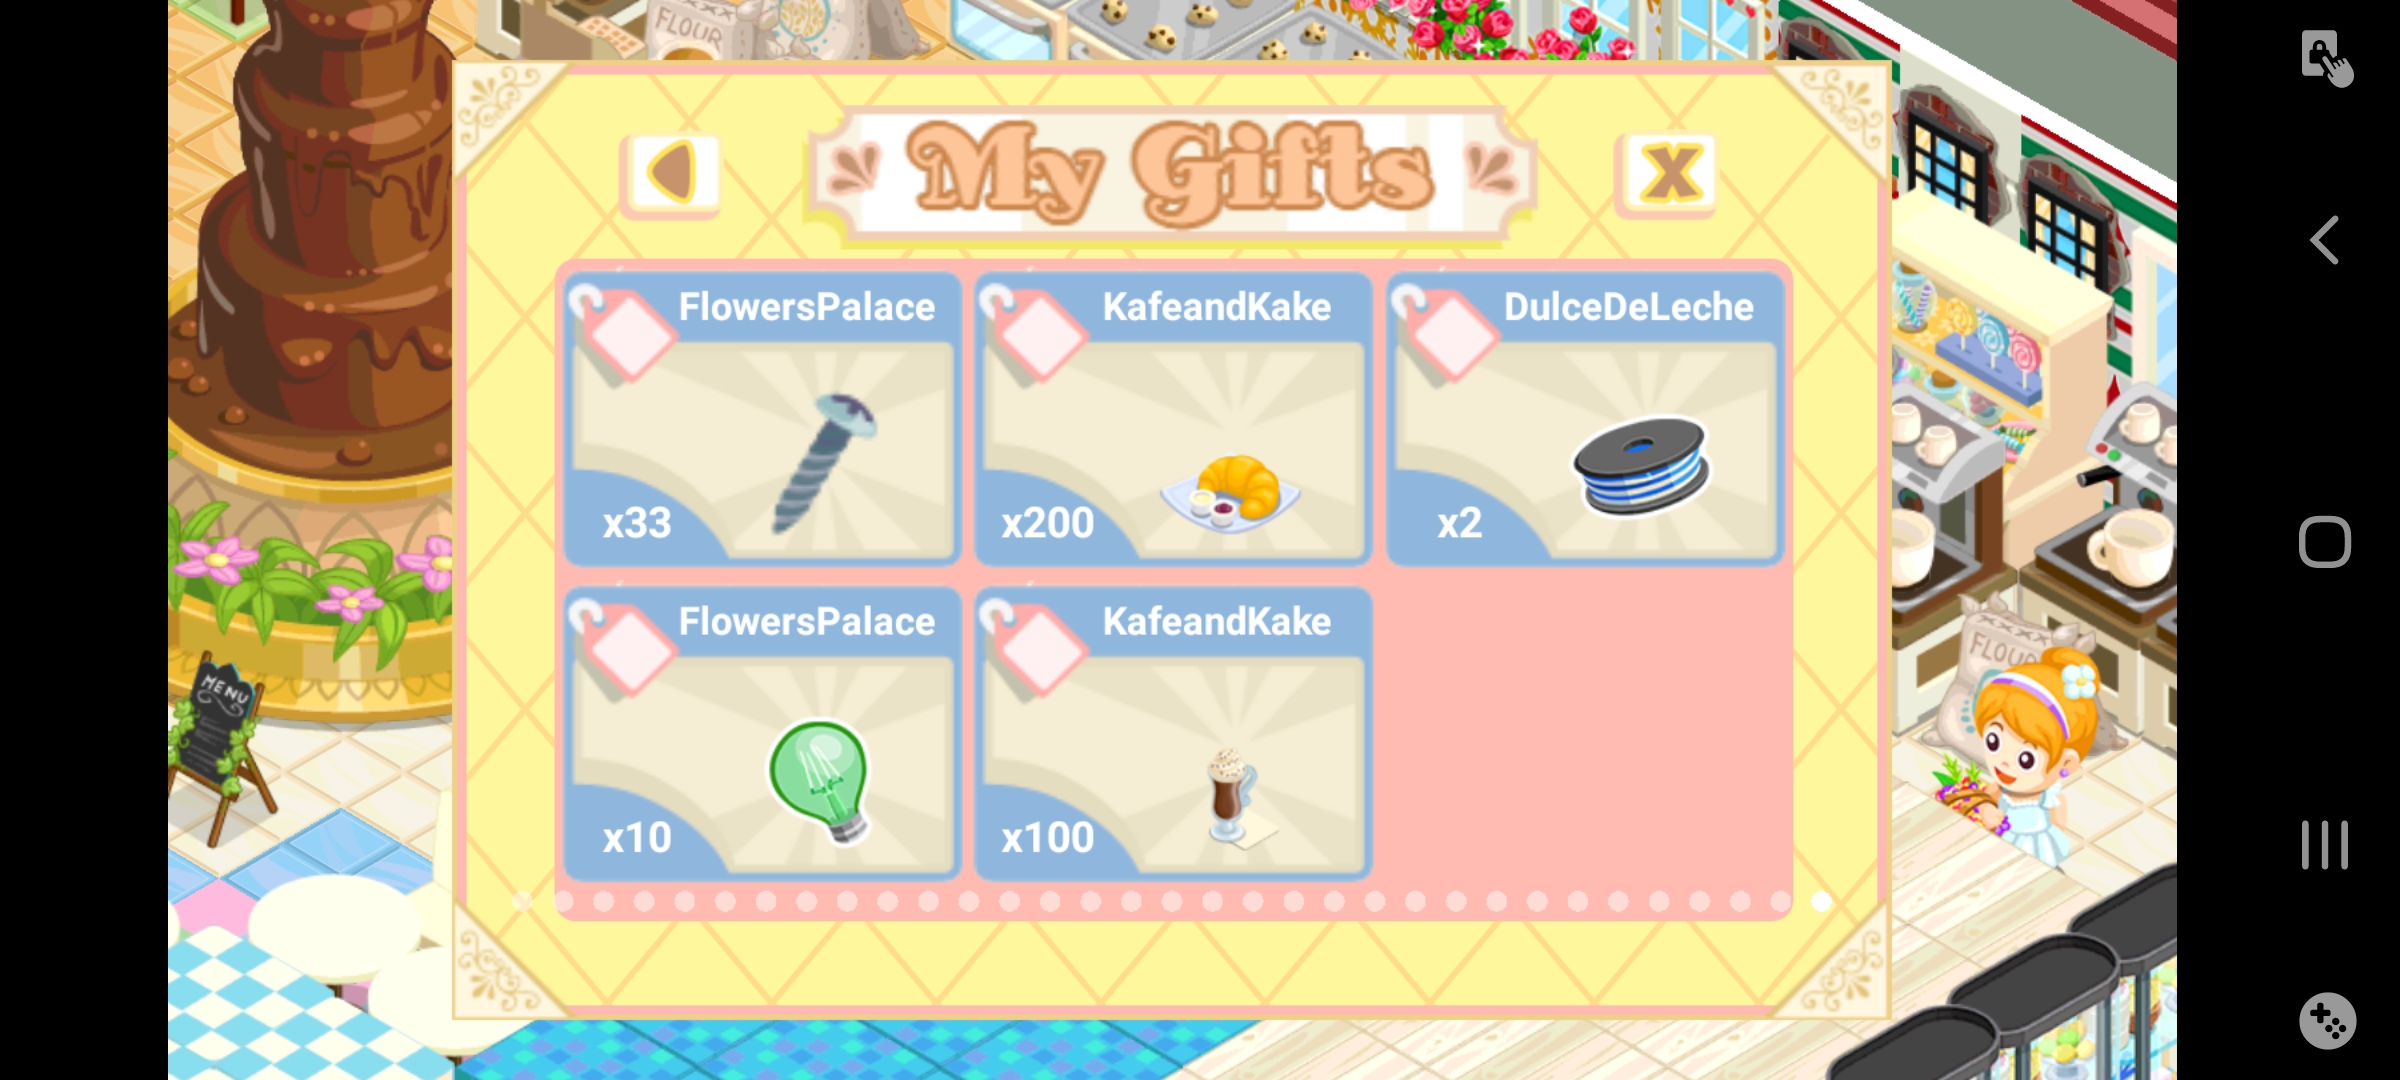 FLOUR
My Gifts
X
FlowersPalace
KafeandKake
DulceDeLeche
x33
x200
x2
FlowersPalace
KafeandKake
x10
x100
MENU
FLOUR